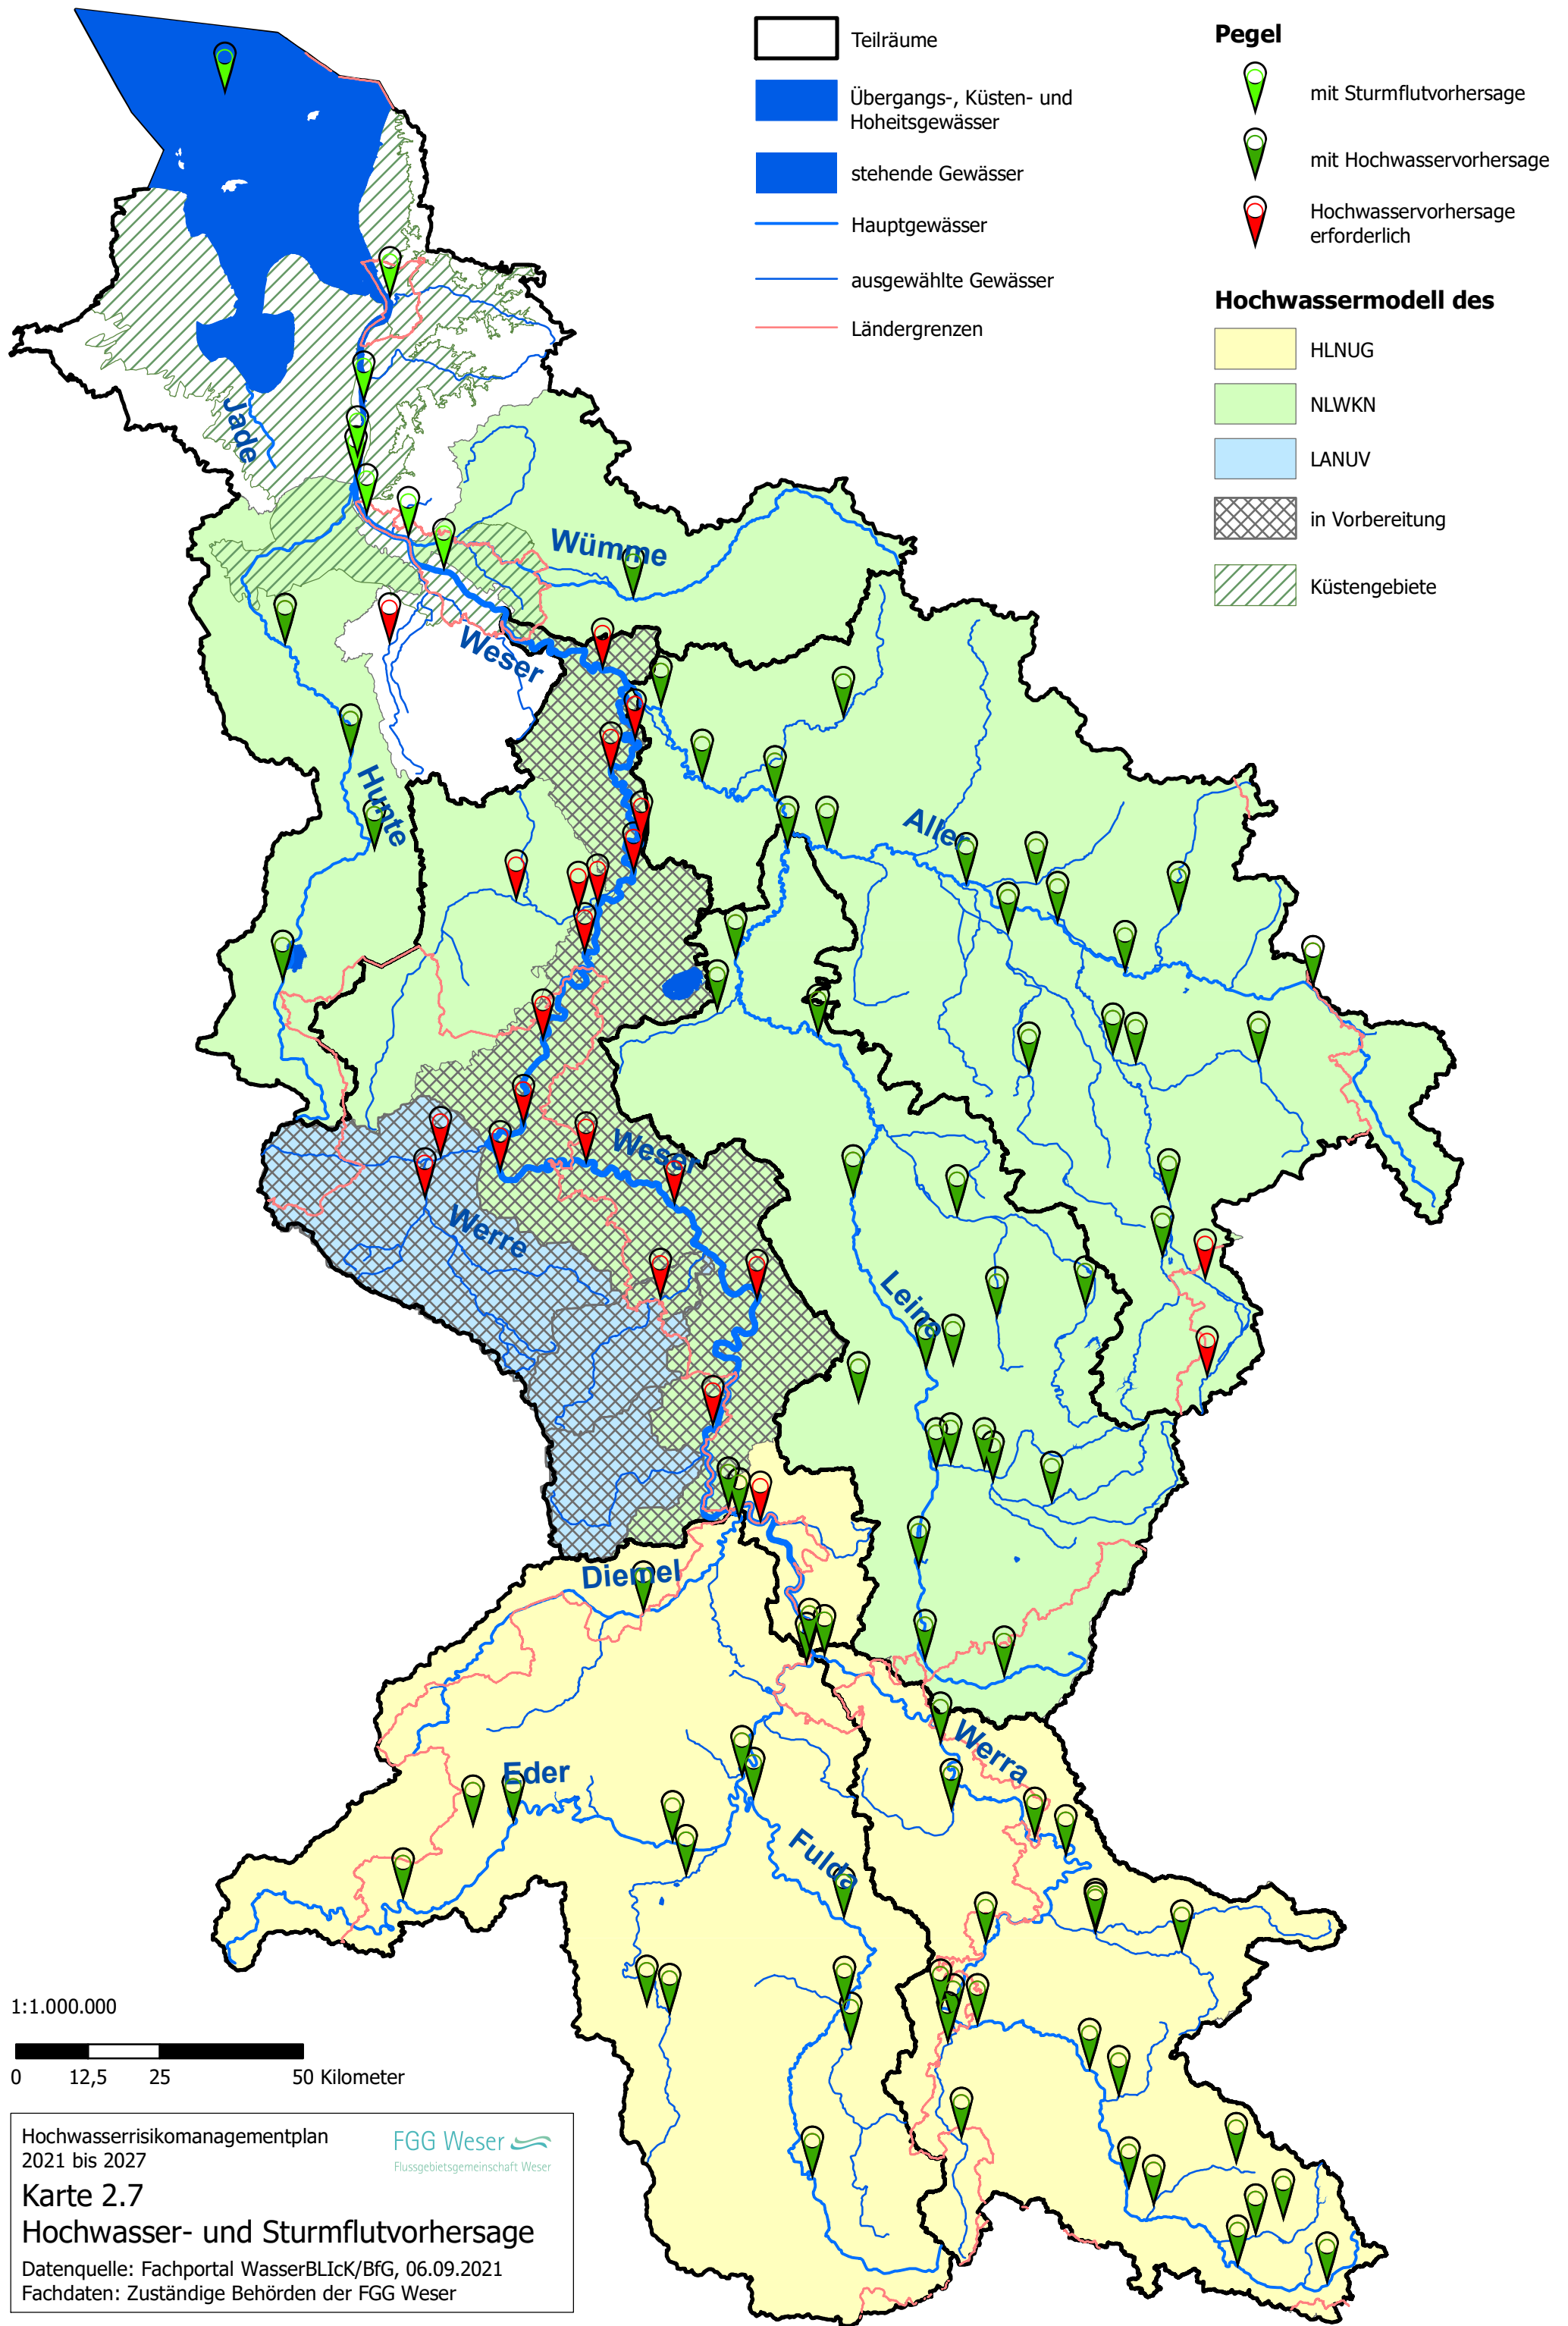 Teilräume
Übergangs-, Küsten- und
Hoheitsgewässer
stehende Gewässer
Hauptgewässer
ausgewählte Gewässer
Ländergrenzen
Pegel
mit Sturmflutvorhersage
mit Hochwasservorhersage
Hochwasservorhersage
erforderlich
Hochwassermodell des
HLNUG
NLWKN
LANUV
in Vorbereitung
Küstengebiete
Jade
Wümme
Weser
Hunte
Aller
Weser
Werre
Leine
Diemel
Eder
Werra
Fulda
1:1.000.000
0 12,5 25 50 Kilometer
Hochwasserrisikomanagementplan
2021 bis 2027
FGG Weser
Flussgebietsgemeinschaft Weser
Karte 2.7
Hochwasser- und Sturmflutvorhersage
Datenquelle: Fachportal WasserBLIcK/BfG, 06.09.2021
Fachdaten: Zuständige Behörden der FGG Weser